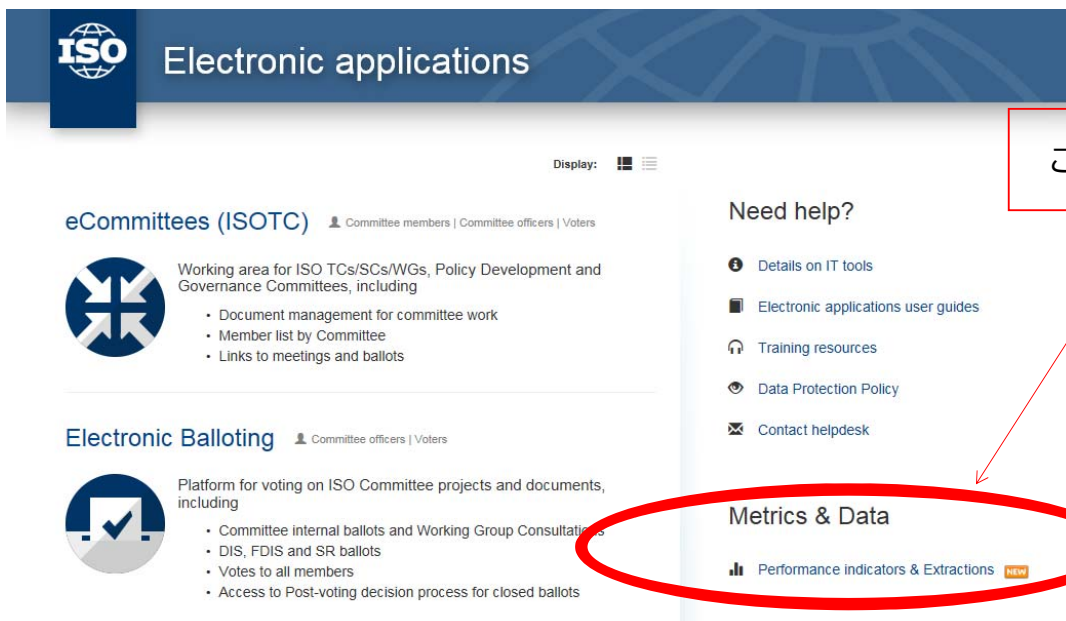 ISO
Electronic applications
Display:
eCommittees (ISOTC)
Committee members | Committee officers | Voters
Working area for ISO TCs/SCs/WGs, Policy Development and
Governance Committees, including
• Document management for committee work
• Member list by Committee
• Links to meetings and ballots
Electronic Balloting
Committee officers | Voters
Platform for voting on ISO Committee projects and documents,
including
• Committee internal ballots and Working Group Consultations
• DIS, FDIS and SR ballots
• Votes to all members
• Access to Post-voting decision process for closed ballots
Need help?
Details on IT tools
Electronic applications user guides
Training resources
Data Protection Policy
Contact helpdesk
Metrics & Data
Performance indicators & Extractions NEW